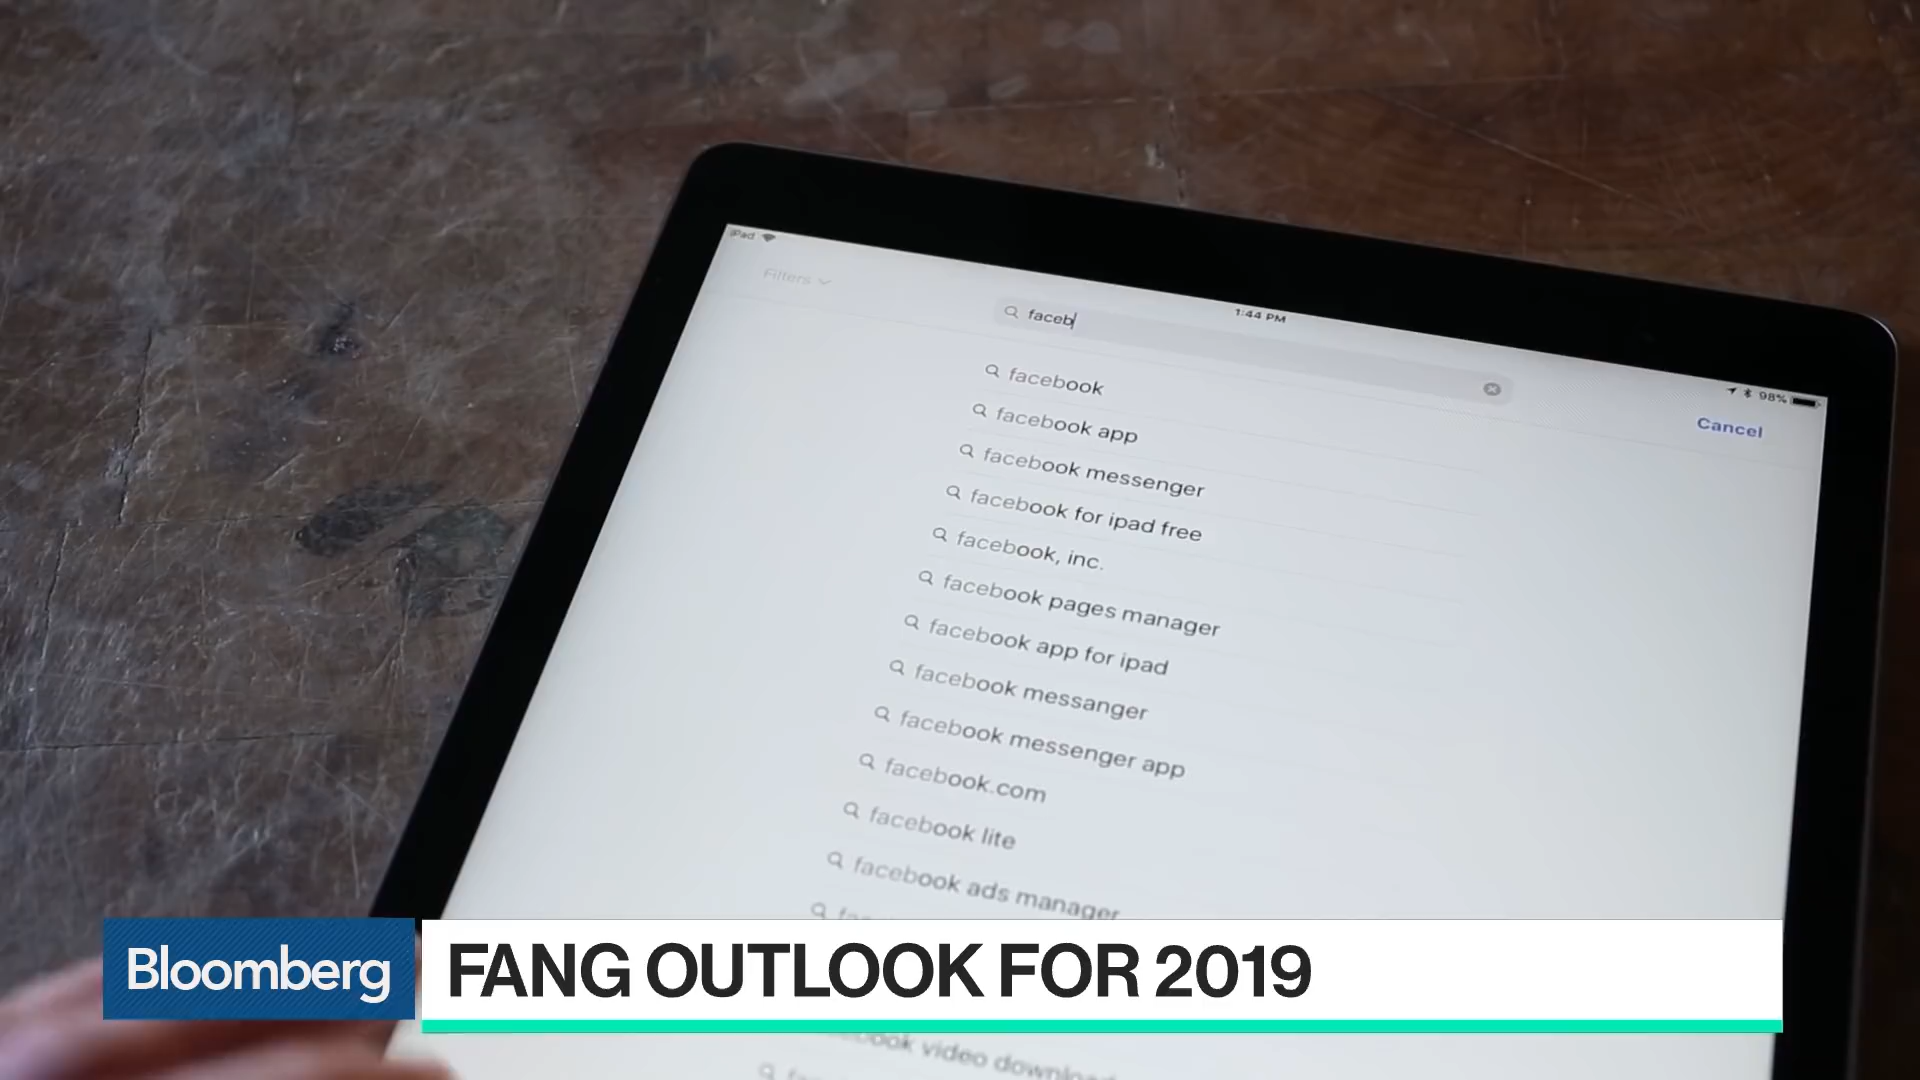 iPad
Filters
1:44 PM
98%
faceb
Cancel
facebook
facebook app
facebook messenger
facebook for ipad free
facebook, inc.
facebook pages manager
facebook app for ipad
facebook messanger
facebook messenger app
facebook.com
facebook lite
facebook ads manager
Bloomberg
FANG OUTLOOK FOR 2019
video